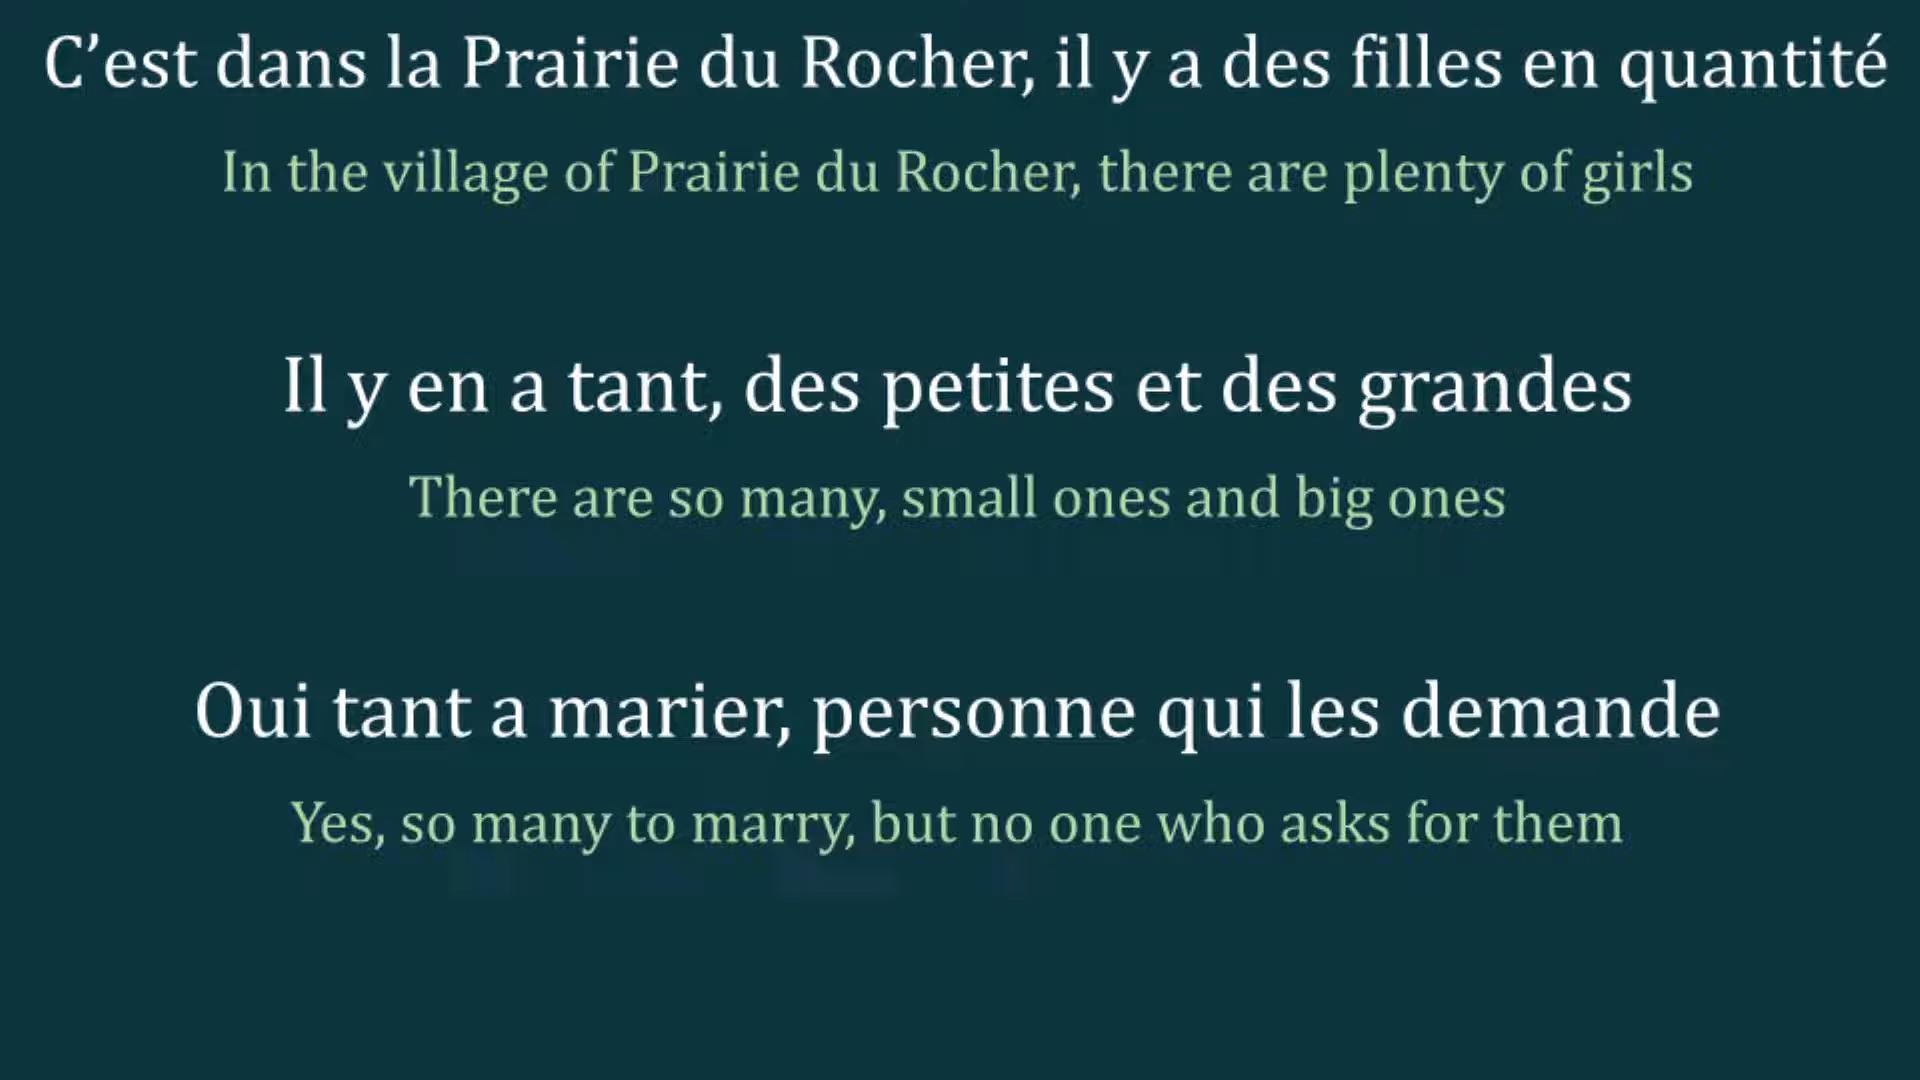 C’est dans la Prairie du Rocher, il y a des filles en quantité
In the village of Prairie du Rocher, there are plenty of girls
Il y en a tant, des petites et des grandes
There are so many, small ones and big ones
Oui tant a marier, personne qui les demande
Yes, so many to marry, but no one who asks for them